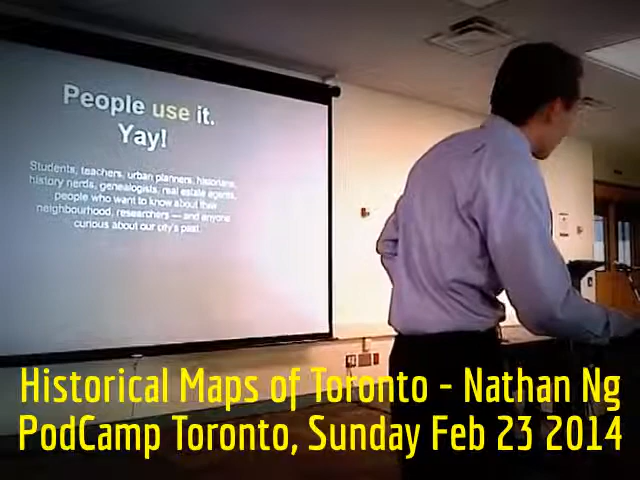 People use it.
Yay!
Students, teachers, urban planners, historians,
history nerds, genealogists, real estate agents,
people who want to know about their
neighbourhood, researchers — and anyone
curious about our city's past.
Historical Maps of Toronto - Nathan Ng
PodCamp Toronto, Sunday Feb 23 2014